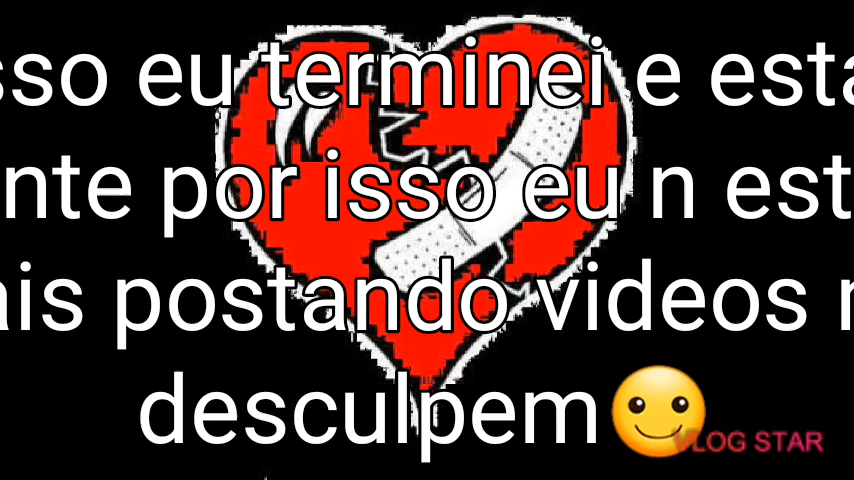 sso eu terminei e esta
nte por isso eu n est
ais postando videos n
desculpem🙂
VLOG STAR